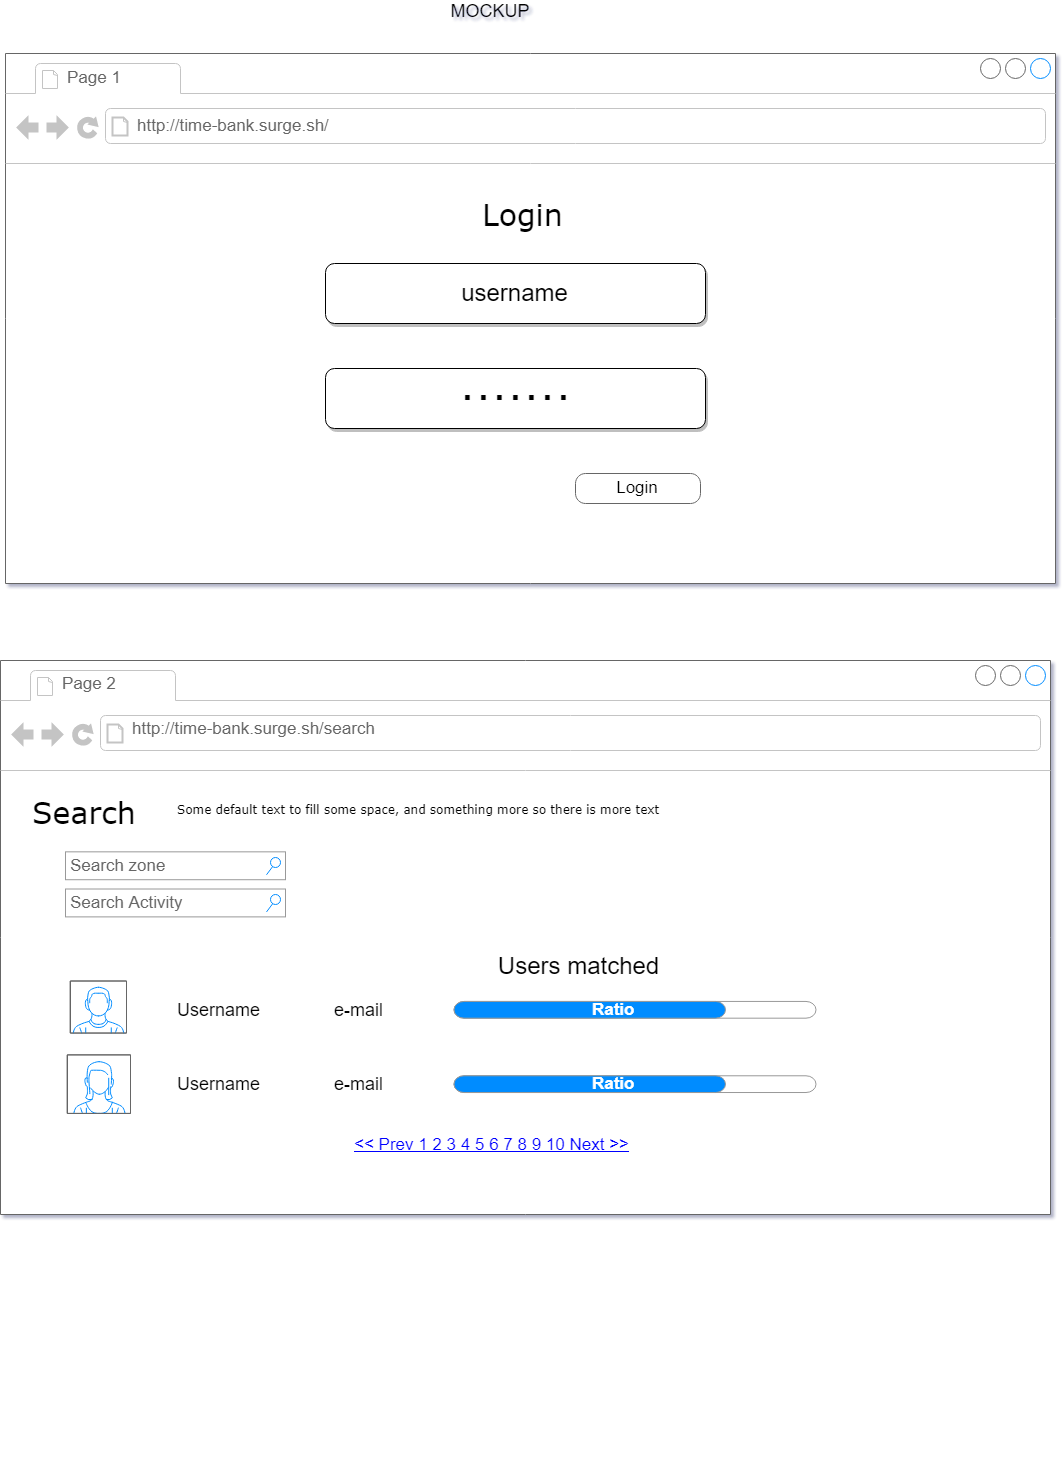 MOCKUP
Page 1
http://time-bank.surge.sh/
Login
username
.......
Login
Page 2
http://time-bank.surge.sh/search
Search
Some default text to fill some space, and something more so there is more text
Search zone
Search Activity
Users matched
Username e-mail Ratio
Username e-mail Ratio
<< Prev 1 2 3 4 5 6 7 8 9 10 Next >>